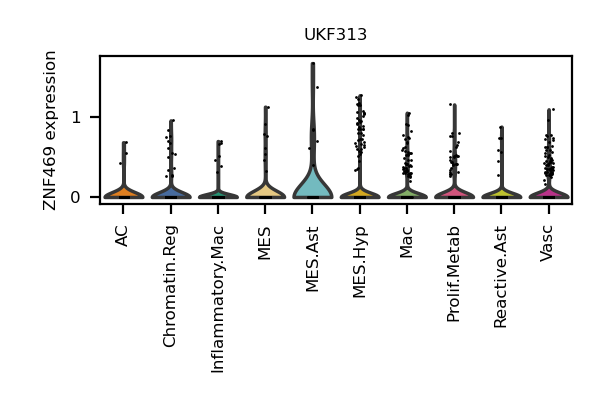 UKF313
ZNF469 expression
1
0
AC
Chromatin.Reg
Inflammatory.Mac
MES
MES.Ast
MES.Hyp
Mac
Prolif.Metab
Reactive.Ast
Vasc